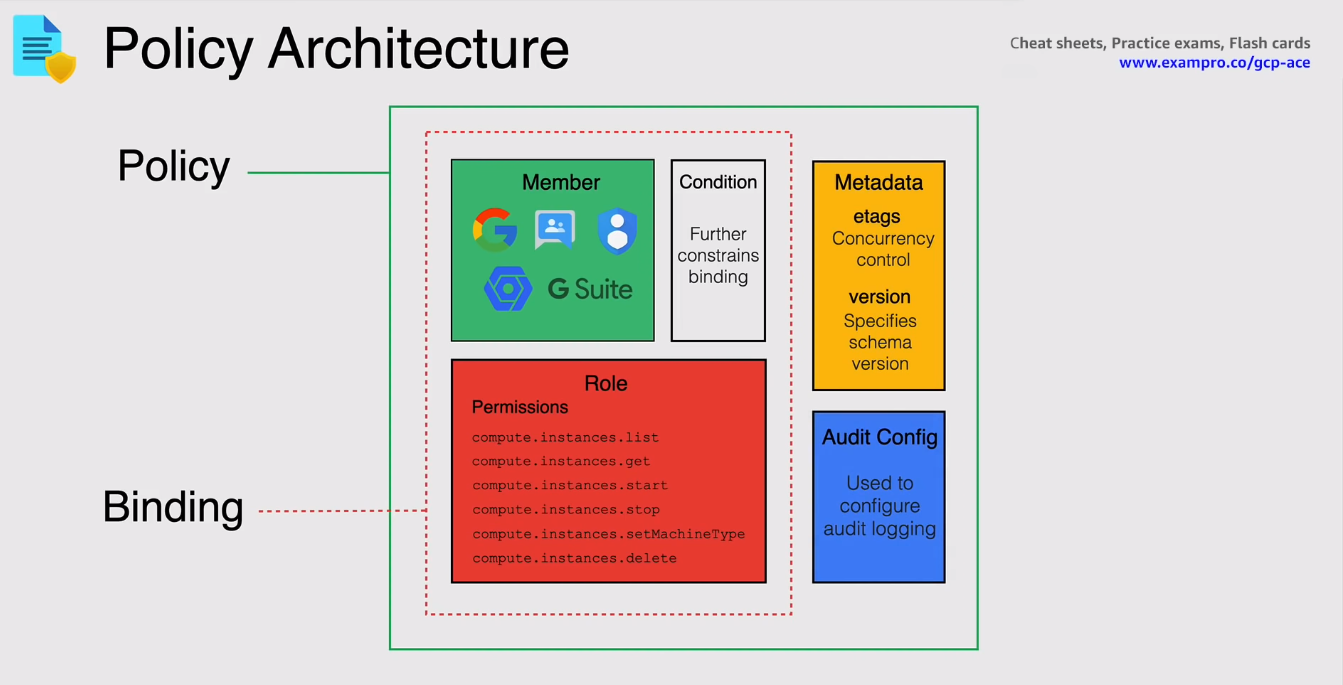 Policy Architecture
Cheat sheets, Practice exams, Flash cards
www.exampro.co/gcp-ace
Policy
Binding
Member
G Suite
Condition
Further
constrains
binding
Role
Permissions
compute.instances.list
compute.instances.get
compute.instances.start
compute.instances.stop
compute.instances.setMachineType
compute.instances.delete
Metadata
etags
Concurrency
control
version
Specifies
schema
version
Audit Config
Used to
configure
audit logging